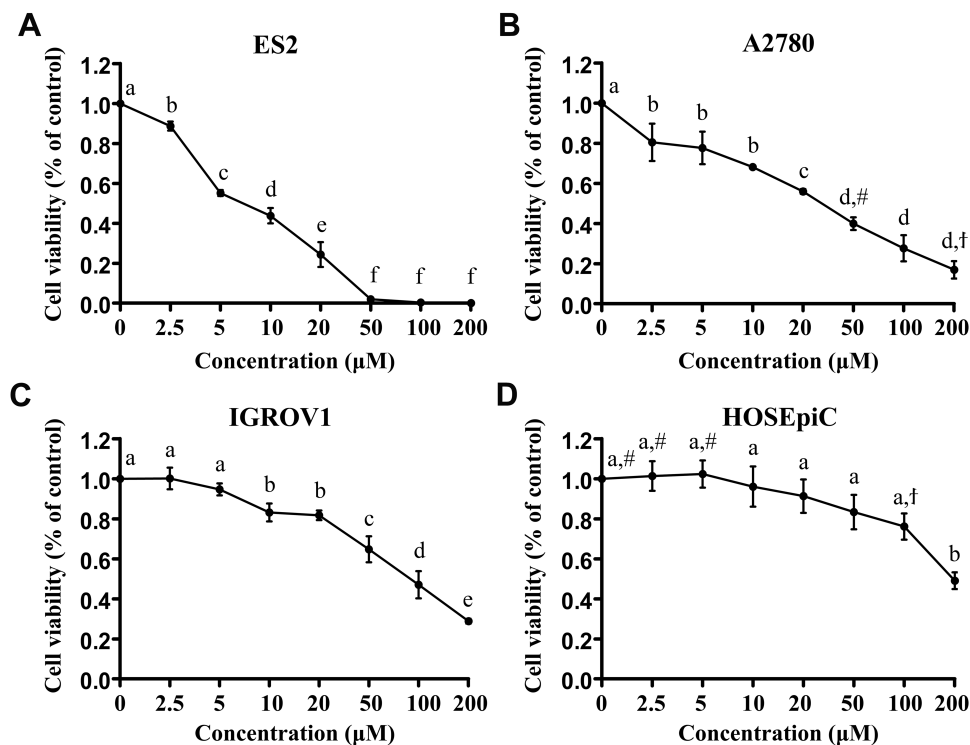 A
ES2
Cell viability (% of control)
1.2
1.0
0.8
0.6
0.4
0.2
0.0
a
b
c
d
e
f
f
f
0 2.5 5 10 20 50 100 200
Concentration (µM)
B
A2780
Cell viability (% of control)
1.2
1.0
0.8
0.6
0.4
0.2
0.0
a
b
b
b
c
d,#
d
d,ƚ
0 2.5 5 10 20 50 100 200
Concentration (µM)
C
IGROV1
Cell viability (% of control)
1.2
1.0
0.8
0.6
0.4
0.2
0.0
a
a
a
b
b
c
d
e
0 2.5 5 10 20 50 100 200
Concentration (µM)
D
HOSEpiC
Cell viability (% of control)
1.2
1.0
0.8
0.6
0.4
0.2
0.0
a,#
a,#
a,#
a
a
a
a,ƚ
b
0 2.5 5 10 20 50 100 200
Concentration (µM)